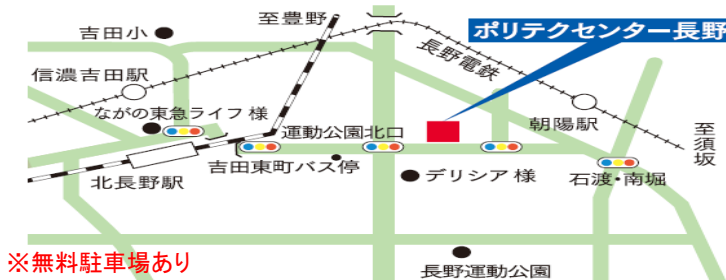 至豊野
吉田小
ポリテクセンター長野
長野電鉄
信濃吉田駅
ながの東急ライフ 様
運動公園北口
朝陽駅
至須坂
吉田東町バス停
北長野駅
デリシア 様
石渡・南堀
※無料駐車場あり
長野運動公園